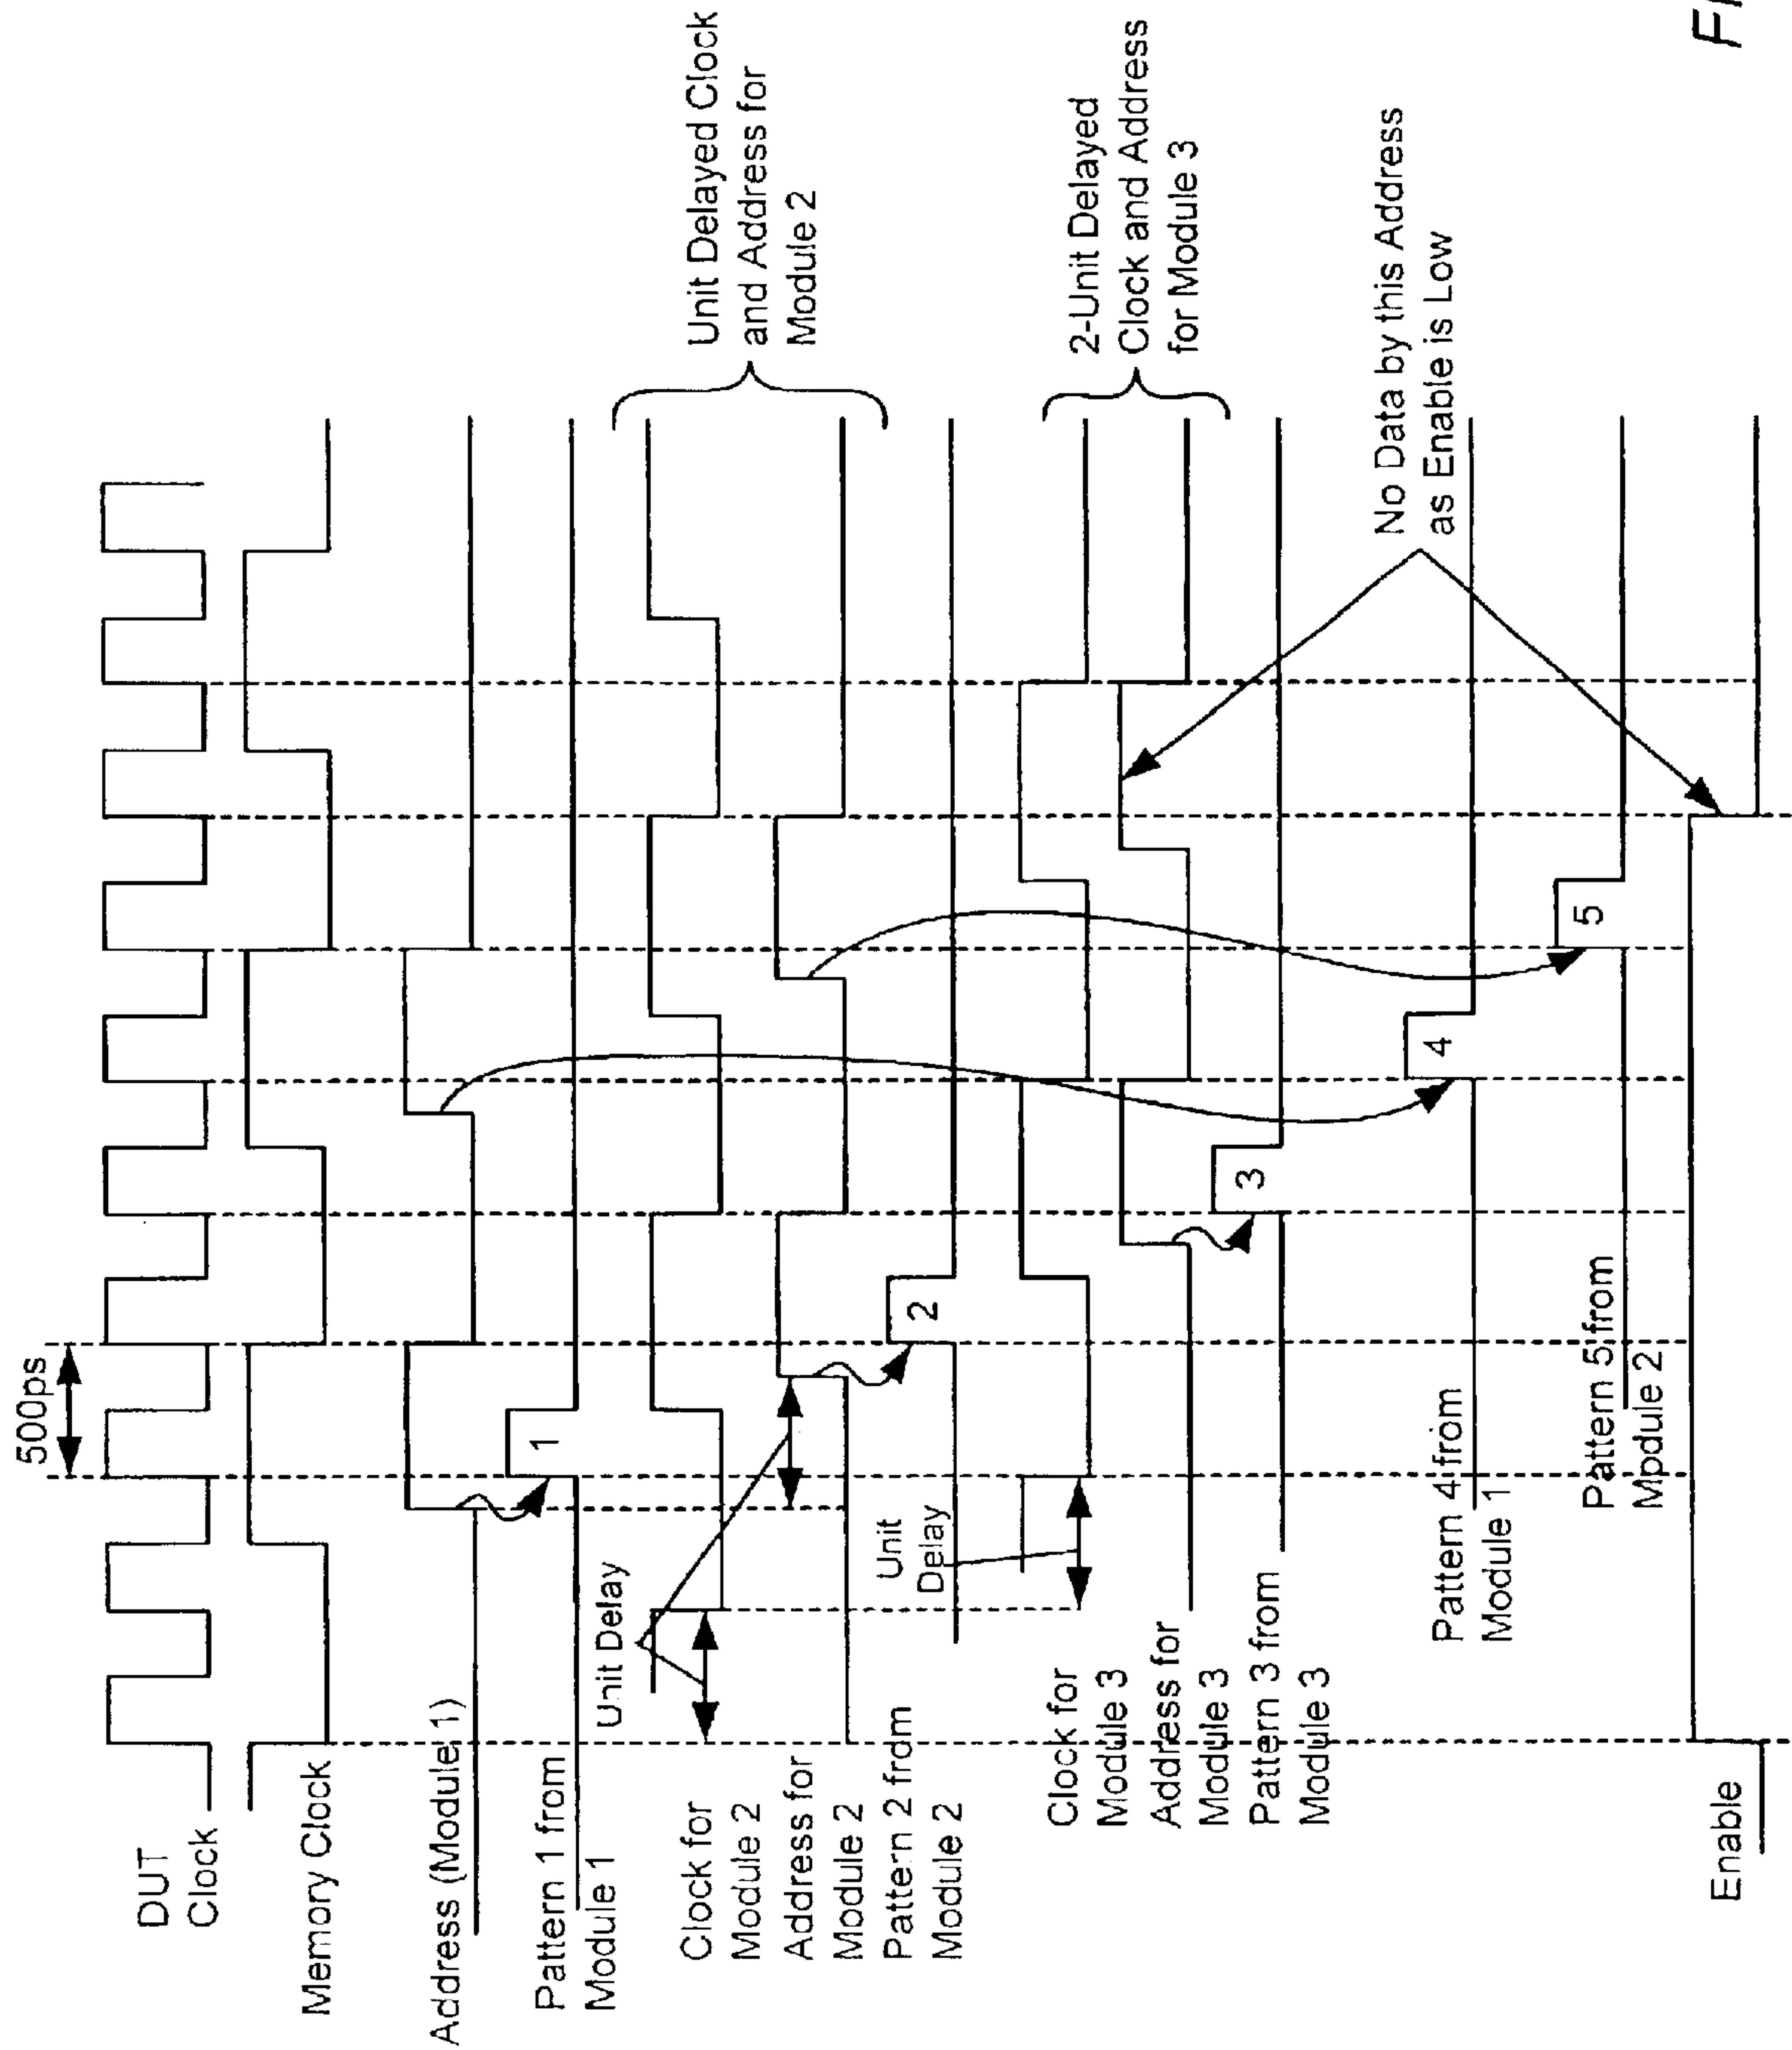 500ps
DUT
Clock
Memory Clock
Address (Module 1)
Pattern 1 from
Module 1
1
Unit Delay
Clock for
Module 2
Address for
Module 2
Pattern 2 from
Module 2
2
Unit Delayed Clock
and Address for
Module 2
Unit
Delay
Clock for
Module 3
Address for
Module 3
Pattern 3 from
Module 3
3
2-Unit Delayed
Clock and Address
for Module 3
No Data by this Address
as Enable is Low
Pattern 4 from
Module 1
4
Pattern 5 from
Module 2
5
Enable